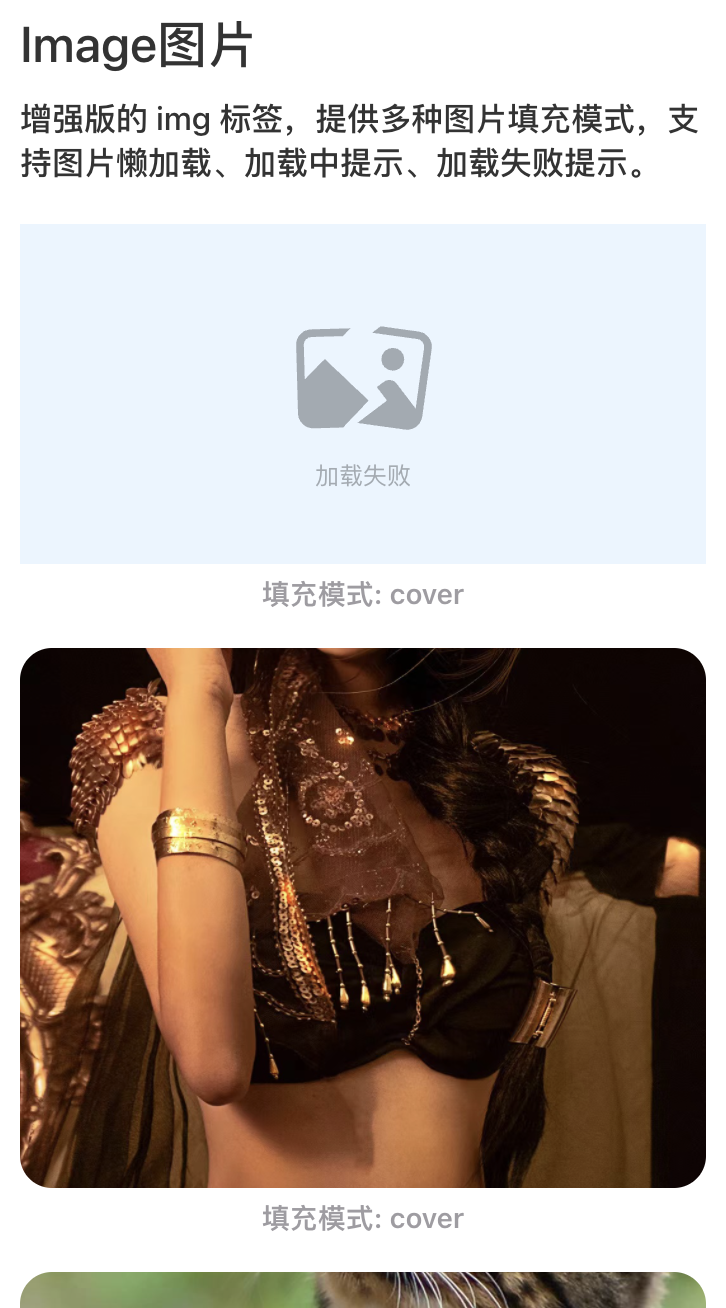 Image图片
增强版的 img 标签，提供多种图片填充模式，支
持图片懒加载、加载中提示、加载失败提示。
加载失败
填充模式: cover
填充模式: cover